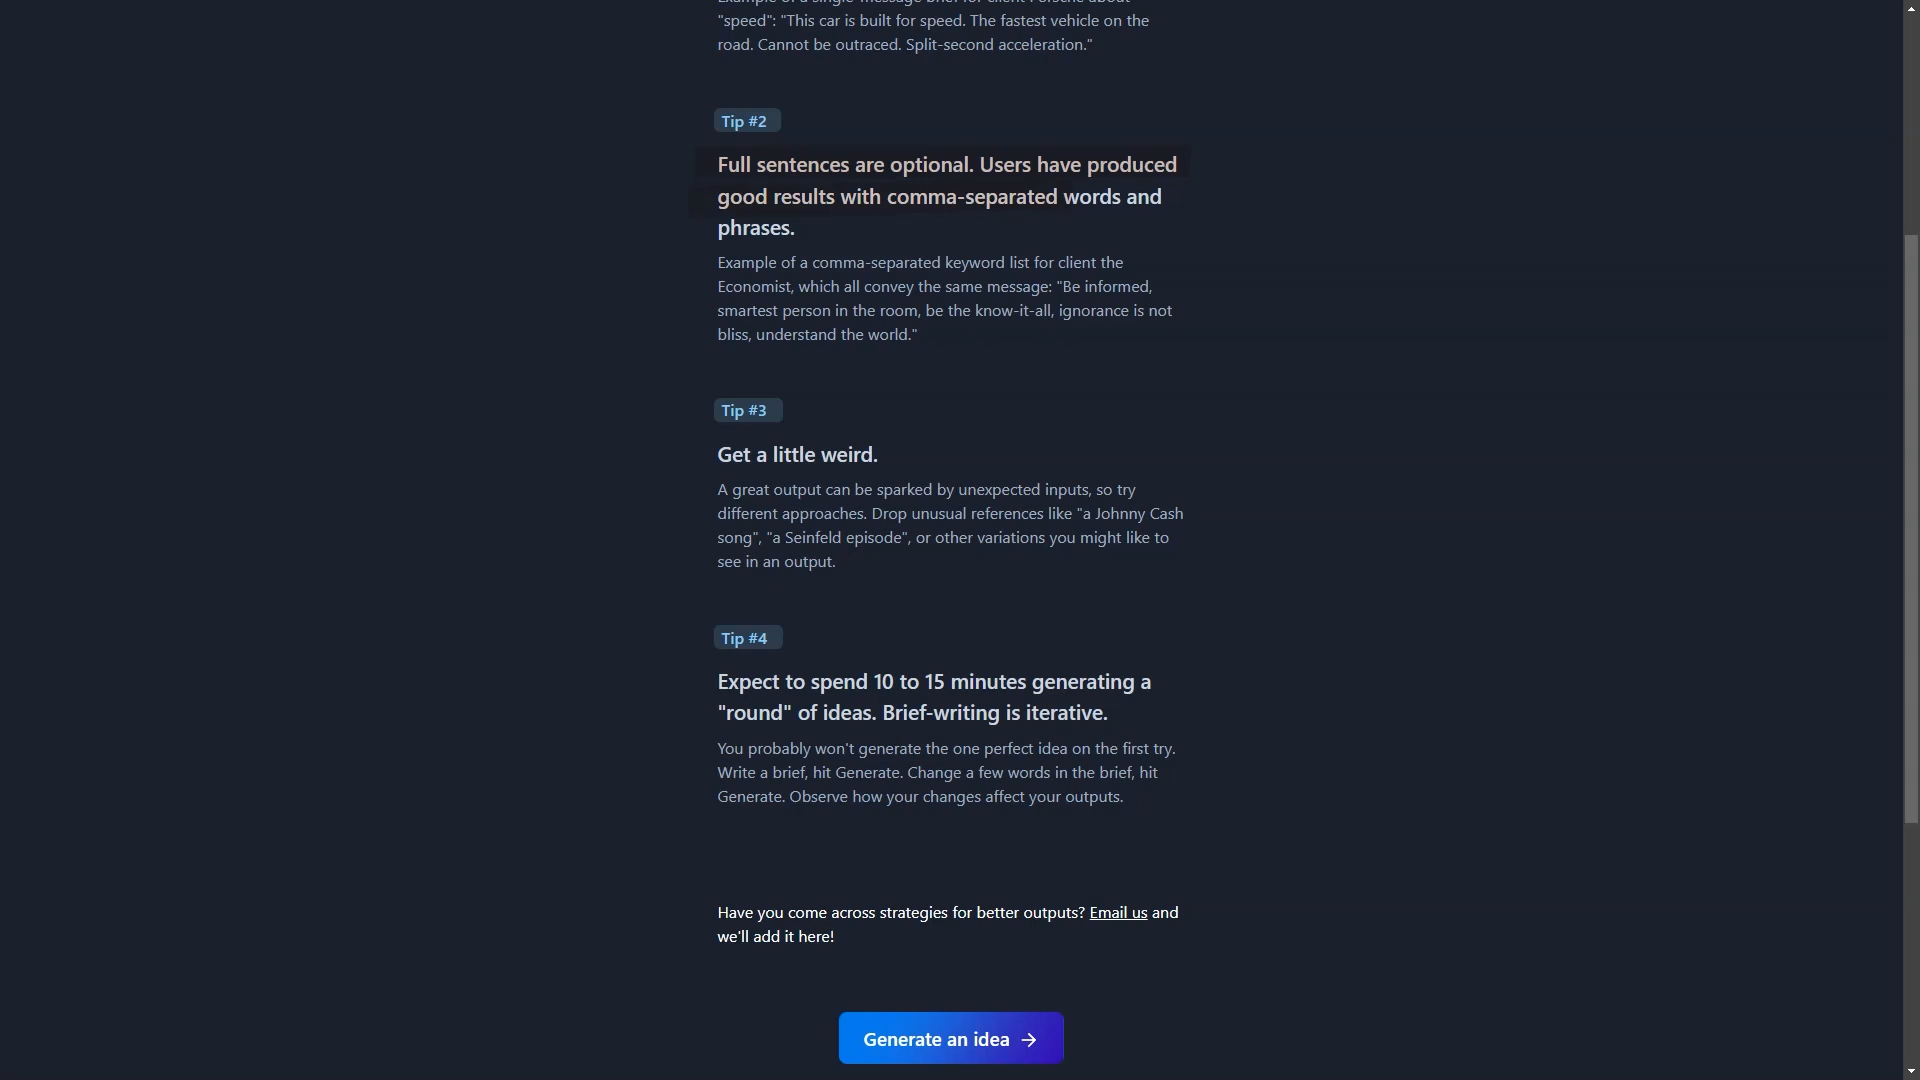 "speed": "This car is built for speed. The fastest vehicle on the
road. Cannot be outraced. Split-second acceleration."
Tip #2
Full sentences are optional. Users have produced
good results with comma-separated words and
phrases.
Example of a comma-separated keyword list for client the
Economist, which all convey the same message: "Be informed,
smartest person in the room, be the know-it-all, ignorance is not
bliss, understand the world."
Tip #3
Get a little weird.
A great output can be sparked by unexpected inputs, so try
different approaches. Drop unusual references like "a Johnny Cash
song", "a Seinfeld episode", or other variations you might like to
see in an output.
Tip #4
Expect to spend 10 to 15 minutes generating a
"round" of ideas. Brief-writing is iterative.
You probably won't generate the one perfect idea on the first try.
Write a brief, hit Generate. Change a few words in the brief, hit
Generate. Observe how your changes affect your outputs.
Have you come across strategies for better outputs? Email us and
we'll add it here!
Generate an idea →